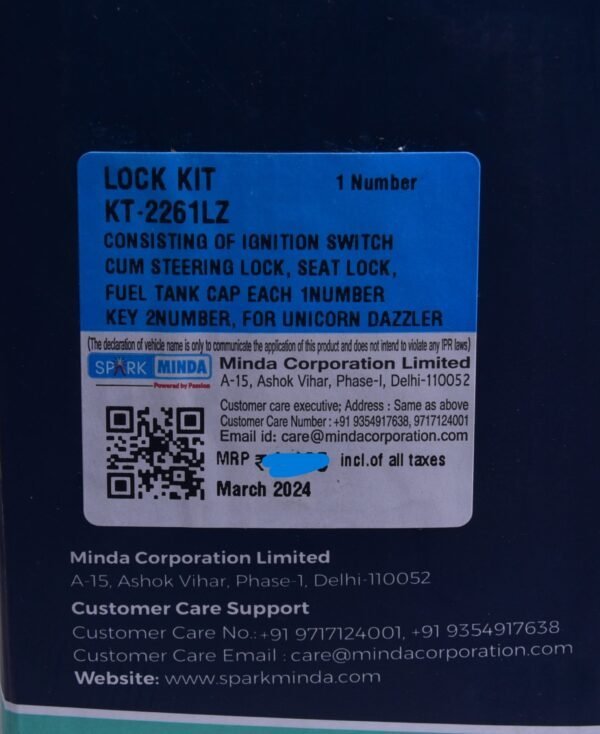 LOCK KIT 1 Number
KT-2261LZ
CONSISTING OF IGNITION SWITCH
CUM STEERING LOCK, SEAT LOCK,
FUEL TANK CAP EACH 1NUMBER
KEY 2NUMBER, FOR UNICORN DAZZLER
(The declaration of vehicle name is only to communicate the application of this product and does not intend to violate any IPR laws)
SPARK MINDA
Powered by Passion
Minda Corporation Limited
A-15, Ashok Vihar, Phase-I, Delhi-110052
Customer care executive; Address : Same as above
Customer Care Number : +91 9354917638, 9717124001
Email id: care@mindacorporation.com
MRP ₹ incl.of all taxes
March 2024
Minda Corporation Limited
A-15, Ashok Vihar, Phase-1, Delhi-110052
Customer Care Support
Customer Care No.: +91 9717124001, +91 9354917638
Customer Care Email : care@mindacorporation.com
Website: www.sparkminda.com